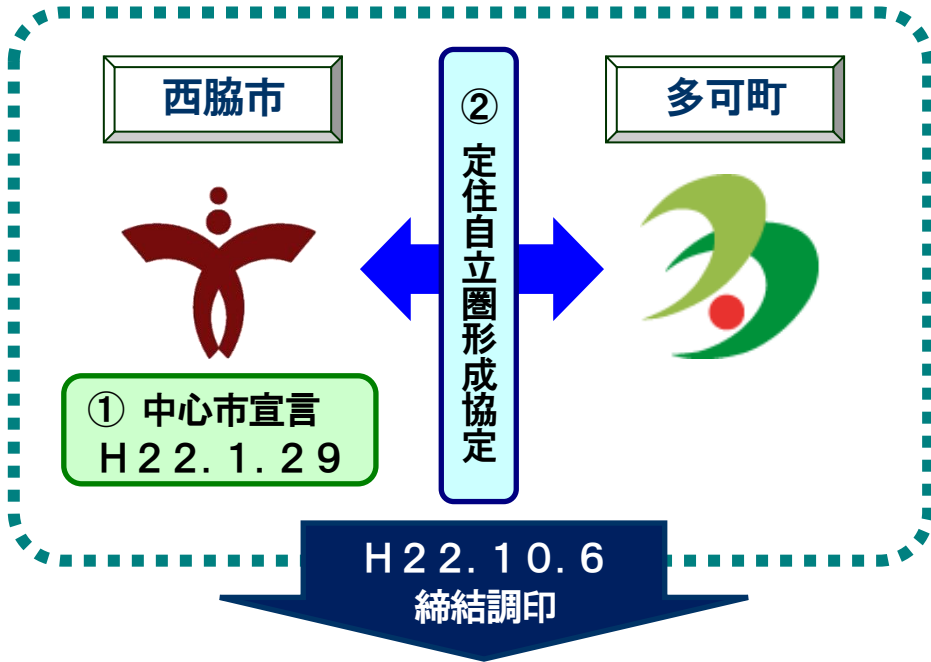 西脇市
多可町
② 定住自立圏形成協定
① 中心市宣言
H22.1.29
H22.10.6
締結調印